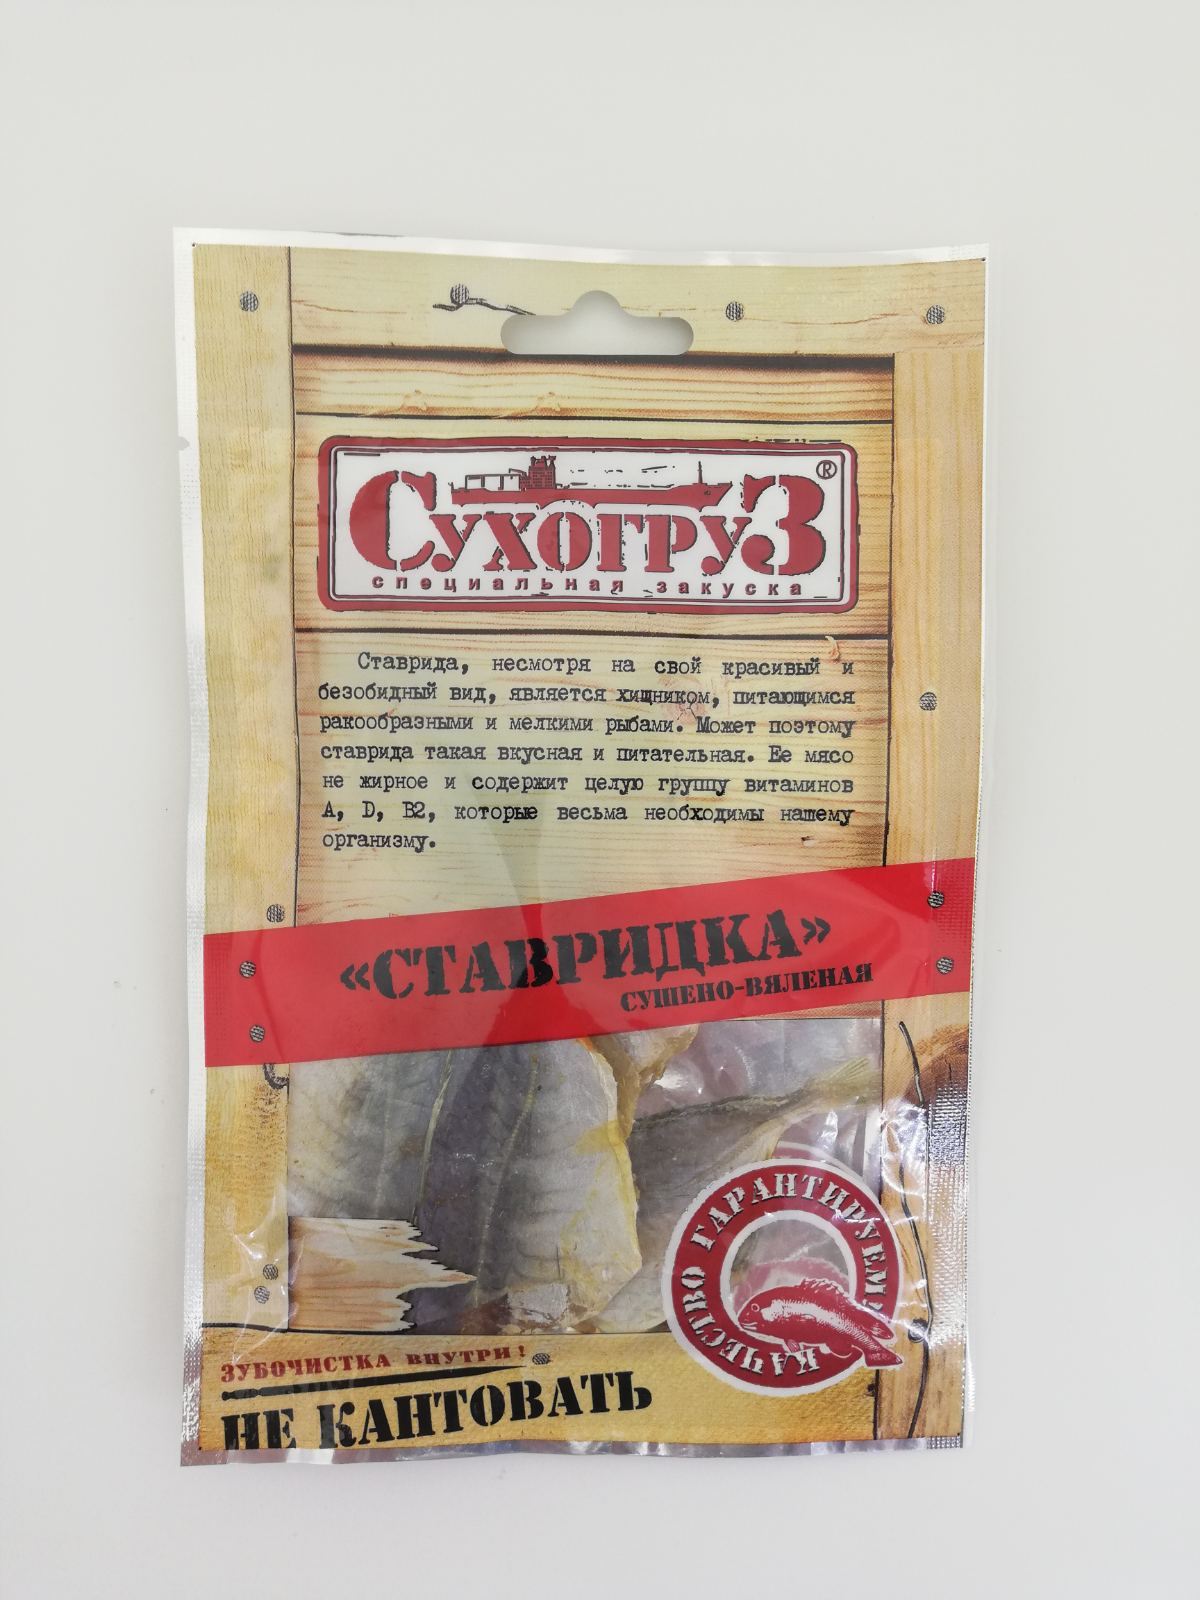 СУХОГРУЗ®
специальная закуска
Ставрида, несмотря на свой красивый и
безобидный вид, является хищником, питающимся
ракообразными и мелкими рыбами. Может поэтому
ставрида такая вкусная и питательная. Ее мясо
не жирное и содержит целую группу витаминов
A, D, B2, которые весьма необходимы нашему
организму.
«СТАВРИДКА»
СУШЕНО-ВЯЛЕНАЯ
КАЧЕСТВО ГАРАНТИРУЕМ!
ЗУБОЧИСТКА ВНУТРИ!
НЕ КАНТОВАТЬ